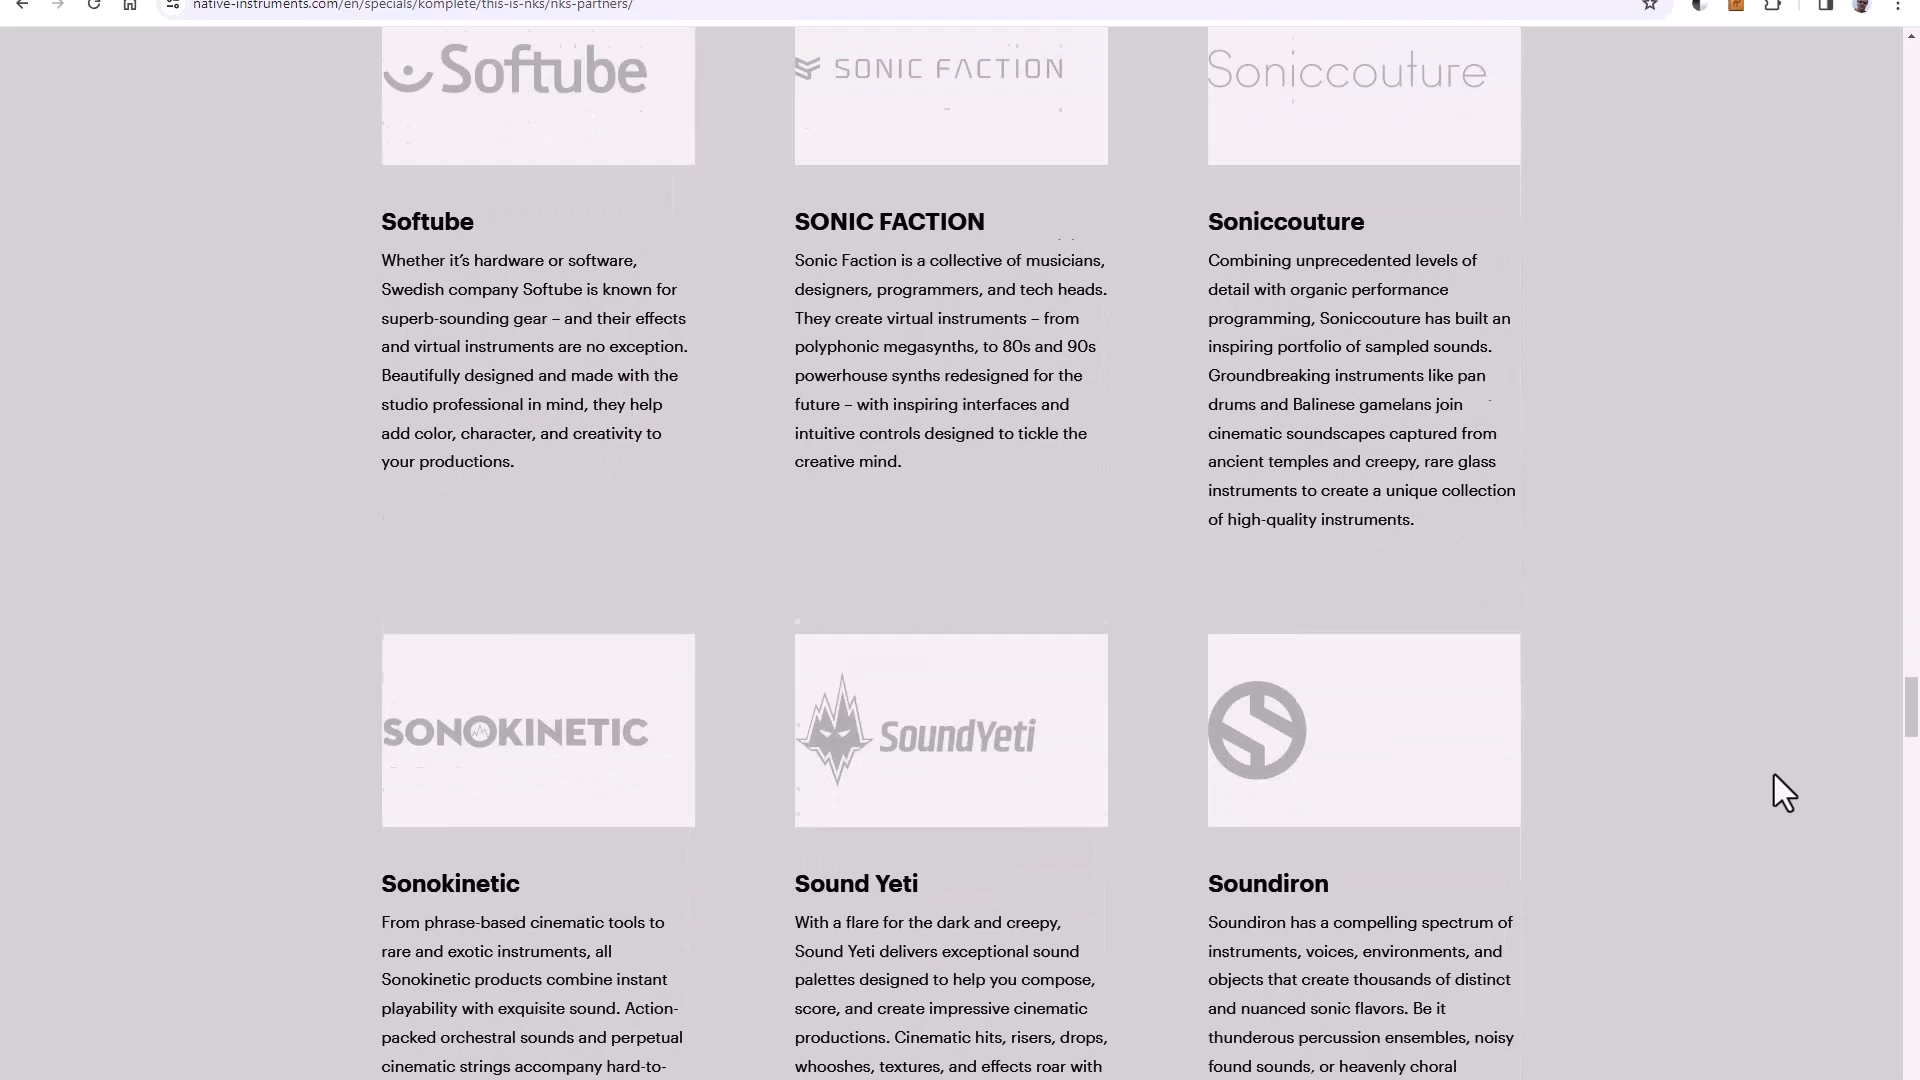 native-instruments.com/en/specials/komplete/this-is-nks/nks-partners/
Softube
SONIC FACTION
Soniccouture
Softube
Whether it’s hardware or software,
Swedish company Softube is known for
superb-sounding gear – and their effects
and virtual instruments are no exception.
Beautifully designed and made with the
studio professional in mind, they help
add color, character, and creativity to
your productions.
SONIC FACTION
Sonic Faction is a collective of musicians,
designers, programmers, and tech heads.
They create virtual instruments – from
polyphonic megasynths, to 80s and 90s
powerhouse synths redesigned for the
future – with inspiring interfaces and
intuitive controls designed to tickle the
creative mind.
Soniccouture
Combining unprecedented levels of
detail with organic performance
programming, Soniccouture has built an
inspiring portfolio of sampled sounds.
Groundbreaking instruments like pan
drums and Balinese gamelans join
cinematic soundscapes captured from
ancient temples and creepy, rare glass
instruments to create a unique collection
of high-quality instruments.
SONOKINETIC
SoundYeti
Sonokinetic
From phrase-based cinematic tools to
rare and exotic instruments, all
Sonokinetic products combine instant
playability with exquisite sound. Action-
packed orchestral sounds and perpetual
cinematic strings accompany hard-to-
Sound Yeti
With a flare for the dark and creepy,
Sound Yeti delivers exceptional sound
palettes designed to help you compose,
score, and create impressive cinematic
productions. Cinematic hits, risers, drops,
whooshes, textures, and effects roar with
Soundiron
Soundiron has a compelling spectrum of
instruments, voices, environments, and
objects that create thousands of distinct
and nuanced sonic flavors. Be it
thunderous percussion ensembles, noisy
found sounds, or heavenly choral